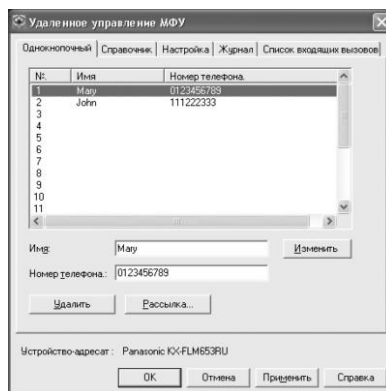 Удаленное управление МФУ
Однокнопочный Справочник Настройка Журнал Список входящих вызовов
№. Имя Номер телефона.
1 Mary 0123456789
2 John 111222333
3
4
5
6
7
8
9
10
11
Имя: Mary Изменить
Номер телефона.: 0123456789
Удалить Рассылка...
Устройство-адресат : Panasonic KX-FLM653RU
OK Отмена Применить Справка